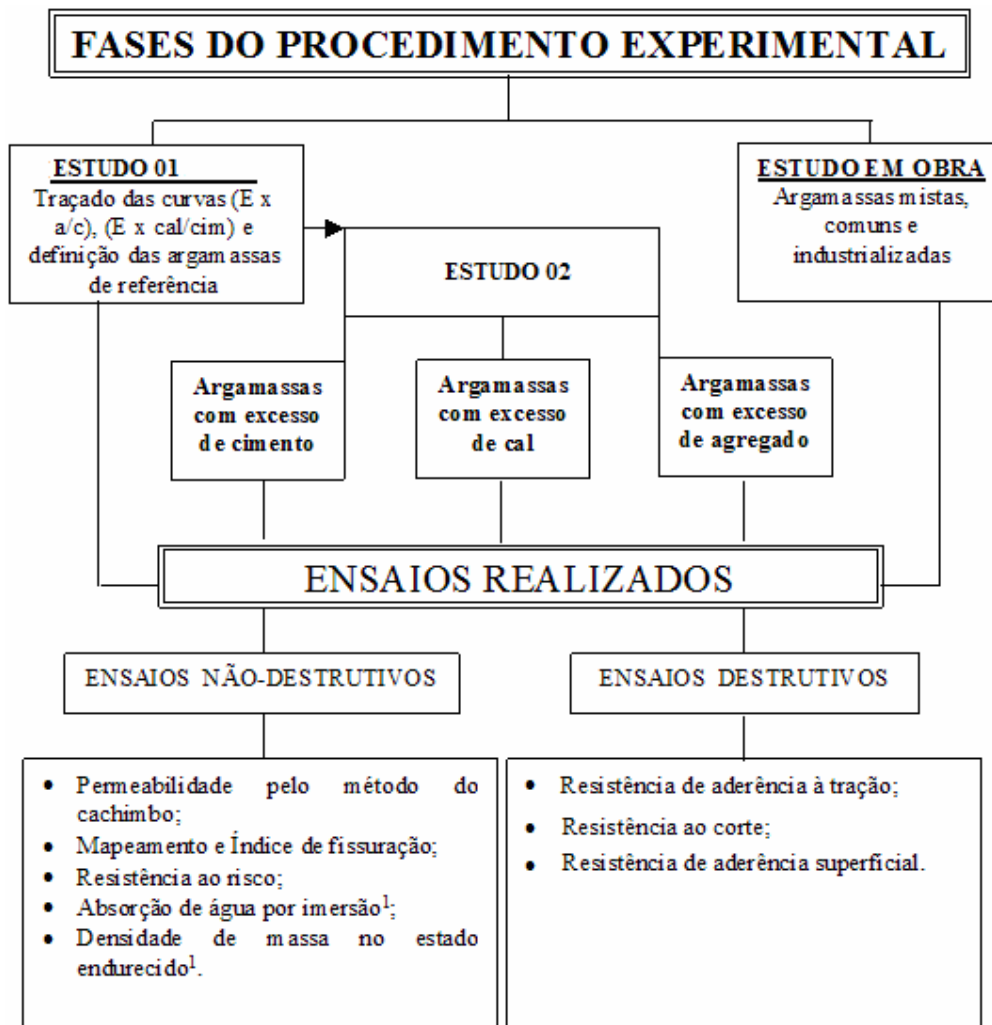 FASES DO PROCEDIMENTO EXPERIMENTAL
ESTUDO 01
Traçado das curvas (E x
a/c), (E x cal/cim) e
definição das argamassas
de referência
ESTUDO EM OBRA
Argamassas mistas,
comuns e
industrializadas
ESTUDO 02
Argamassas
com excesso
de cimento
Argamassas
com excesso
de cal
Argamassas
com excesso
de agregado
ENSAIOS REALIZADOS
ENSAIOS NÃO-DESTRUTIVOS
ENSAIOS DESTRUTIVOS
• Permeabilidade pelo método do
cachimbo;
• Mapeamento e Índice de fissuração;
• Resistência ao risco;
• Absorção de água por imersão¹;
• Densidade de massa no estado
endurecido¹.
• Resistência de aderência à tração;
• Resistência ao corte;
• Resistência de aderência superficial.